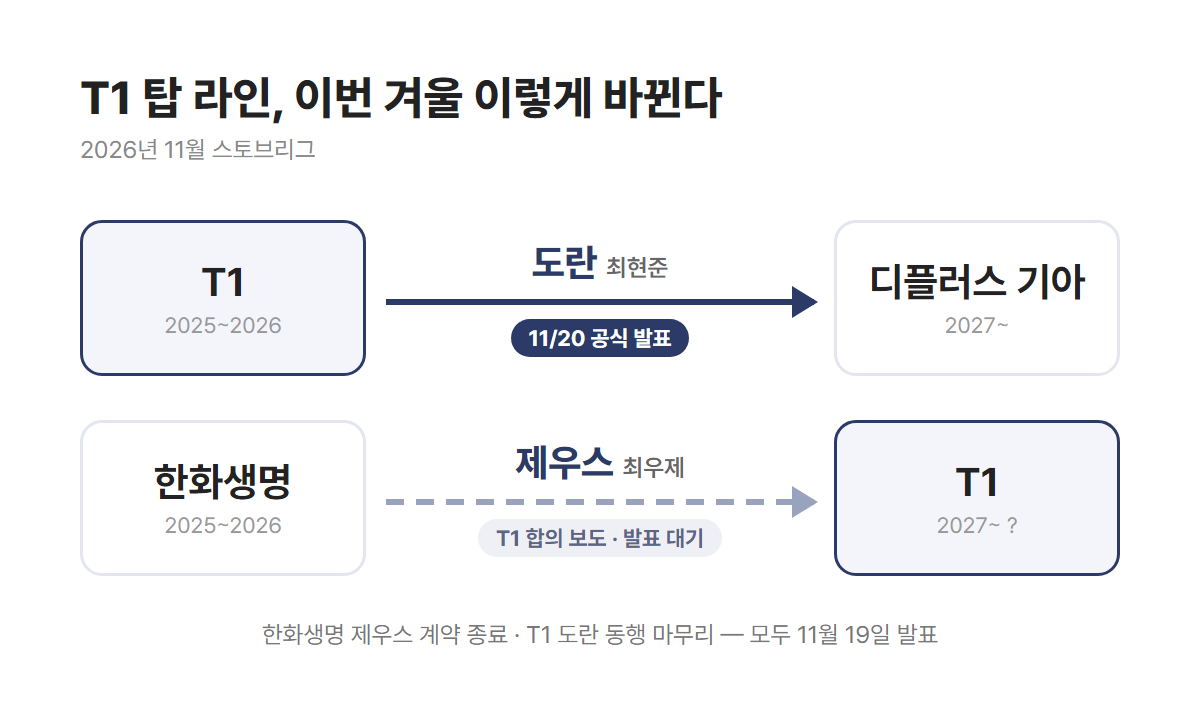 T1 탑 라인, 이번 겨울 이렇게 바뀐다
2026년 11월 스토브리그
T1
2025~2026
도란 최현준
11/20 공식 발표
디플러스 기아
2027~
한화생명
2025~2026
제우스 최우제
T1 합의 보도 · 발표 대기
T1
2027~ ?
한화생명 제우스 계약 종료 · T1 도란 동행 마무리 — 모두 11월 19일 발표